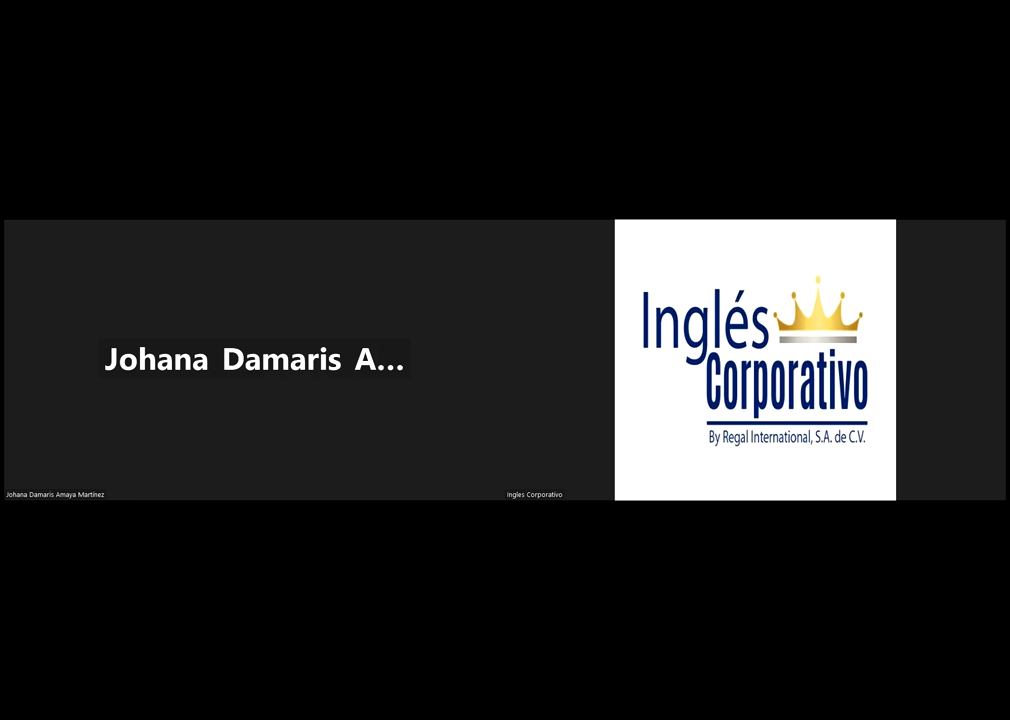 Johana Damaris A...
Johana Damaris Amaya Martínez
Inglés
Corporativo
By Regal International, S.A. de C.V.
Ingles Corporativo